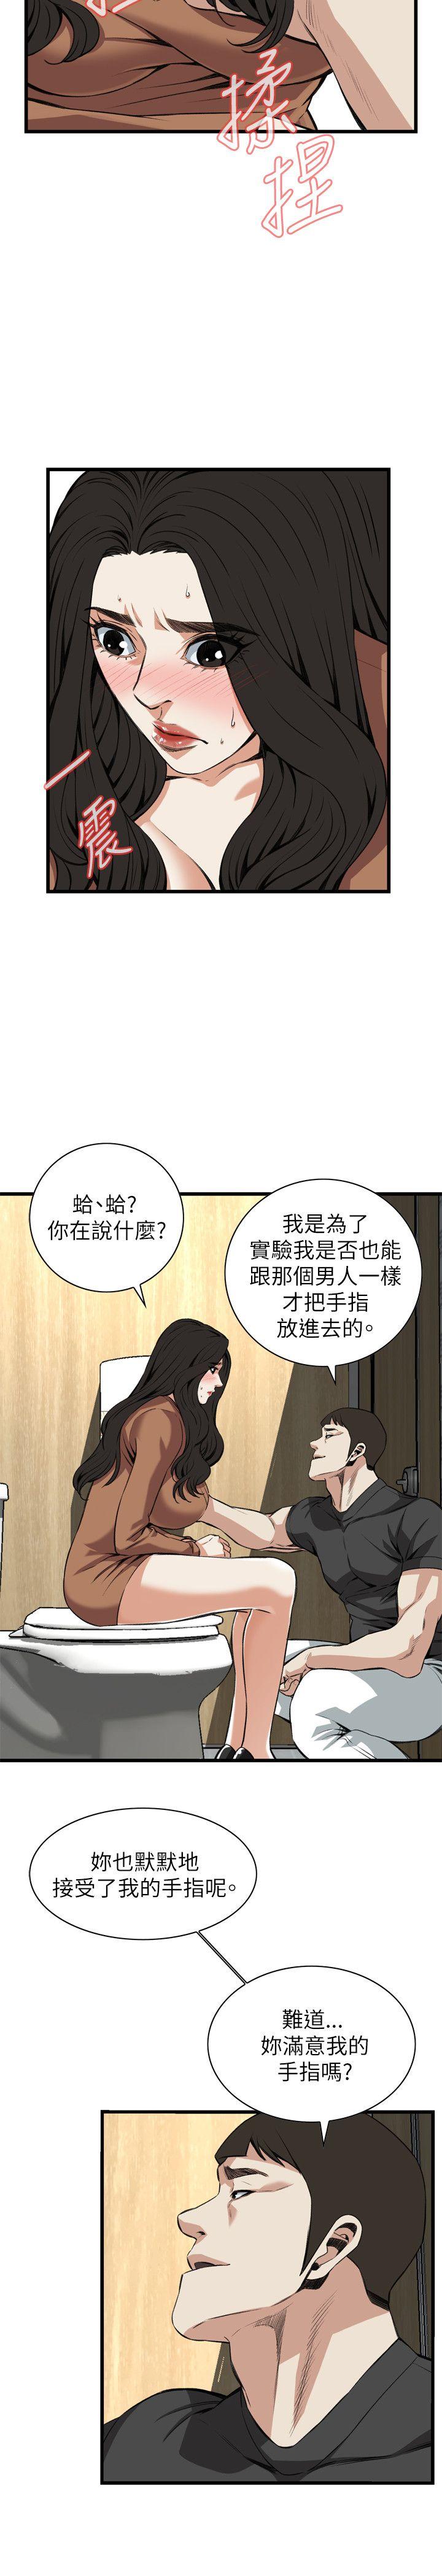 揉
捏
一
震
蛤、蛤?
你在說什麼?
我是為了
實驗我是否也能
跟那個男人一樣
才把手指
放進去的。
妳也默默地
接受了我的手指呢。
難道...
妳滿意我的
手指嗎?